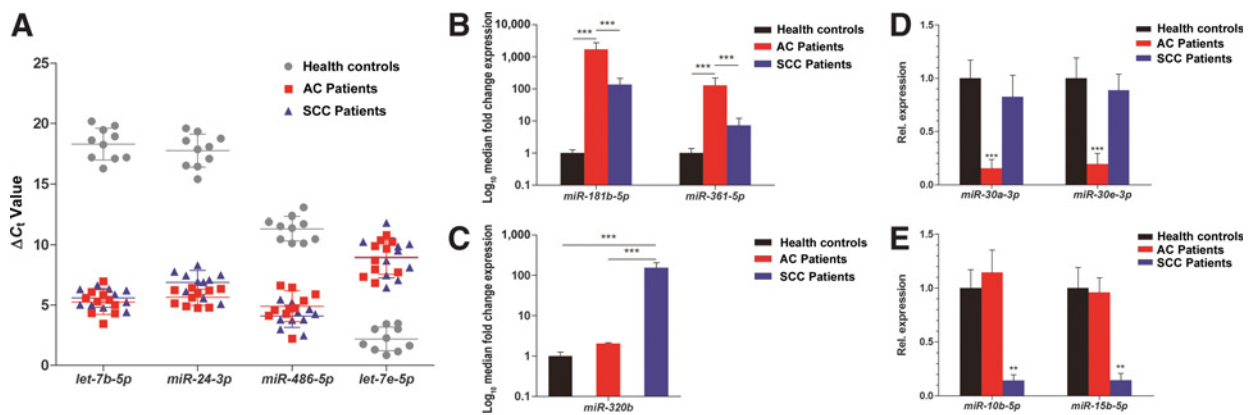 A
ΔCt Value
25
20
15
10
5
0
Health controls
AC Patients
SCC Patients
let-7b-5p
miR-24-3p
miR-486-5p
let-7e-5p
B
Log10 median fold change expression
10,000
1,000
100
10
1
0.1
***
***
***
***
Health controls
AC Patients
SCC Patients
miR-181b-5p
miR-361-5p
C
Log10 median fold change expression
1,000
100
10
1
0.1
***
***
Health controls
AC Patients
SCC Patients
miR-320b
D
Rel. expression
1.5
1.0
0.5
0.0
***
***
Health controls
AC Patients
SCC Patients
miR-30a-3p
miR-30e-3p
E
Rel. expression
1.5
1.0
0.5
0.0
**
**
Health controls
AC Patients
SCC Patients
miR-10b-5p
miR-15b-5p